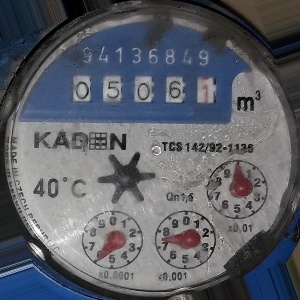 94136849
05061 m³
KADEN
TCS 142/92-1136
40°C
Qn1,5
x0,01
x0,0001
x0,001